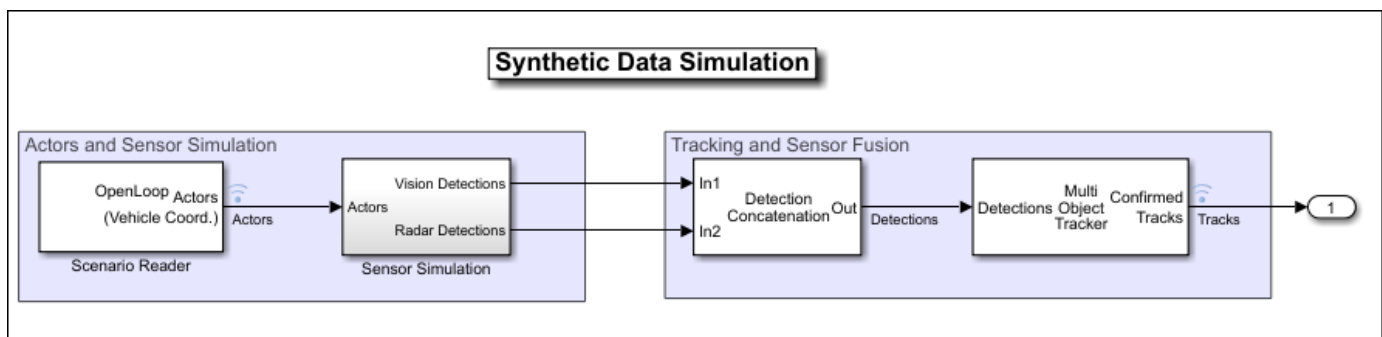 Synthetic Data Simulation
Actors and Sensor Simulation
OpenLoop
Actors
(Vehicle Coord.)
Actors
Scenario Reader
Actors
Vision Detections
Radar Detections
Sensor Simulation
Tracking and Sensor Fusion
In1
In2
Detection
Concatenation
Out
Detections
Detections
Multi
Object
Tracker
Confirmed
Tracks
Tracks
1